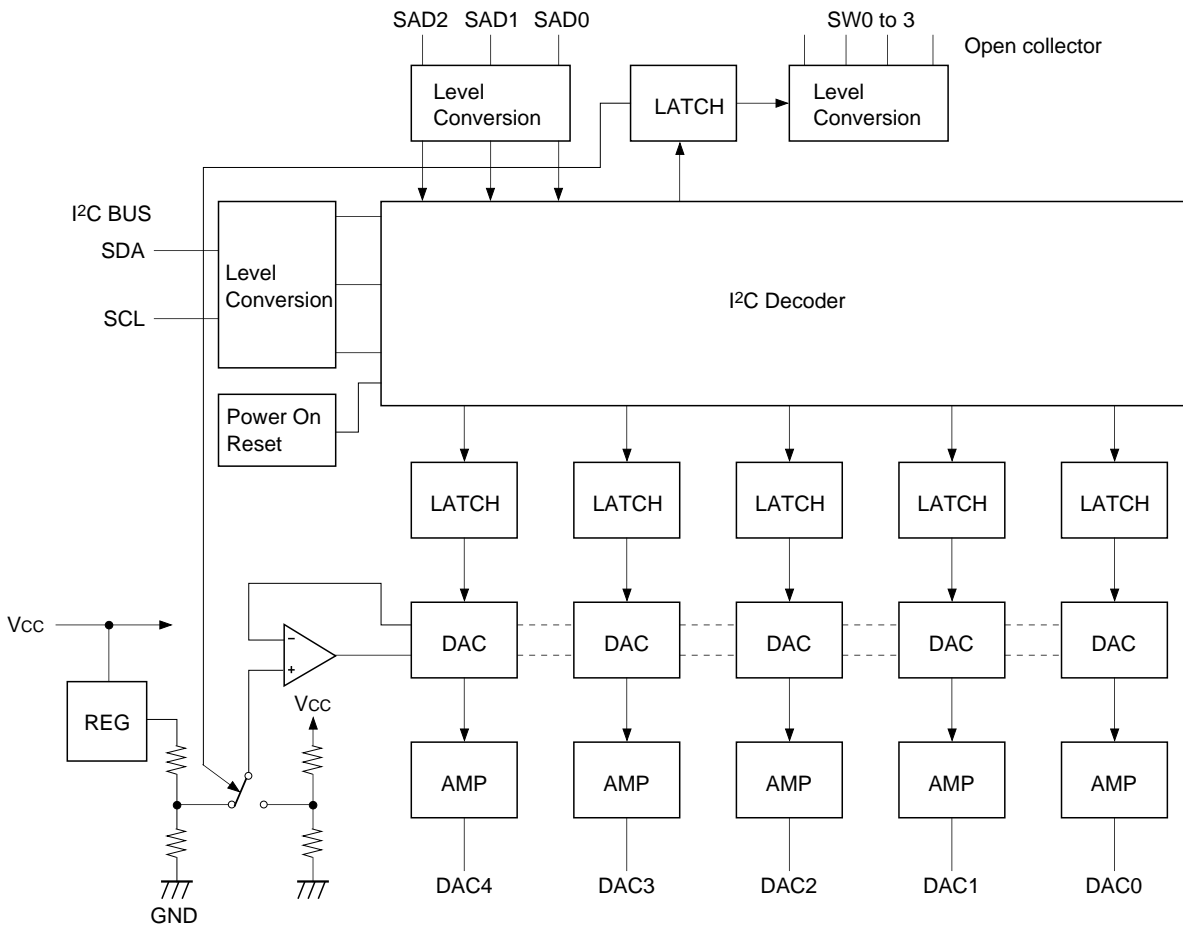 SAD2 SAD1 SAD0
SW0 to 3
Open collector
Level
Conversion
LATCH
Level
Conversion
I²C BUS
SDA
SCL
Level
Conversion
I²C Decoder
Power On
Reset
LATCH LATCH LATCH LATCH LATCH
VCC
REG
−
+
DAC DAC DAC DAC DAC
VCC
AMP AMP AMP AMP AMP
GND
DAC4 DAC3 DAC2 DAC1 DAC0